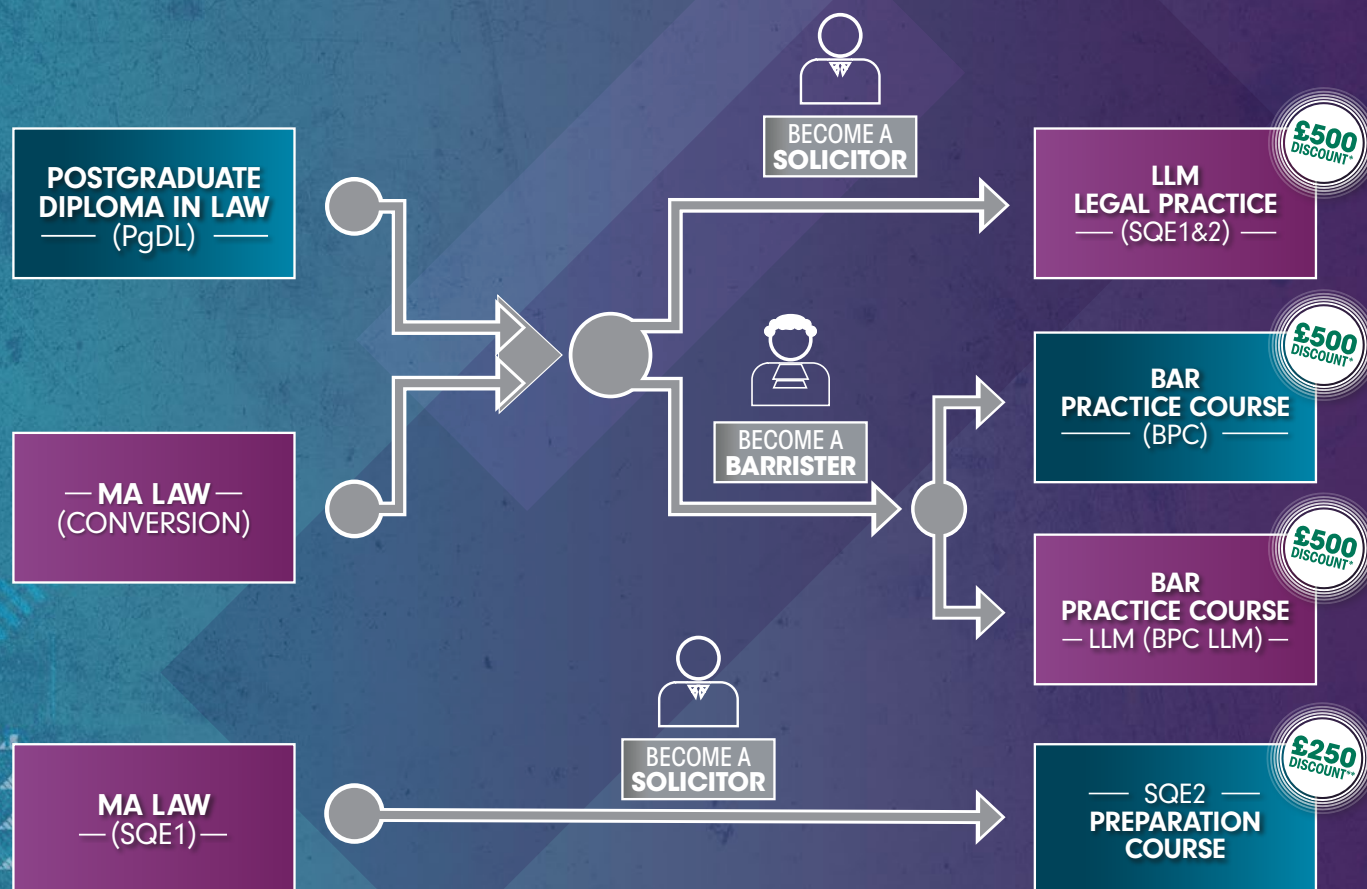 POSTGRADUATE
DIPLOMA IN LAW
(PgDL)
MA LAW
(CONVERSION)
MA LAW
(SQE1)
BECOME A
SOLICITOR
BECOME A
BARRISTER
BECOME A
SOLICITOR
£500
DISCOUNT*
LLM
LEGAL PRACTICE
(SQE1&2)
£500
DISCOUNT*
BAR
PRACTICE COURSE
(BPC)
£500
DISCOUNT*
BAR
PRACTICE COURSE
LLM (BPC LLM)
£250
DISCOUNT**
SQE2
PREPARATION
COURSE